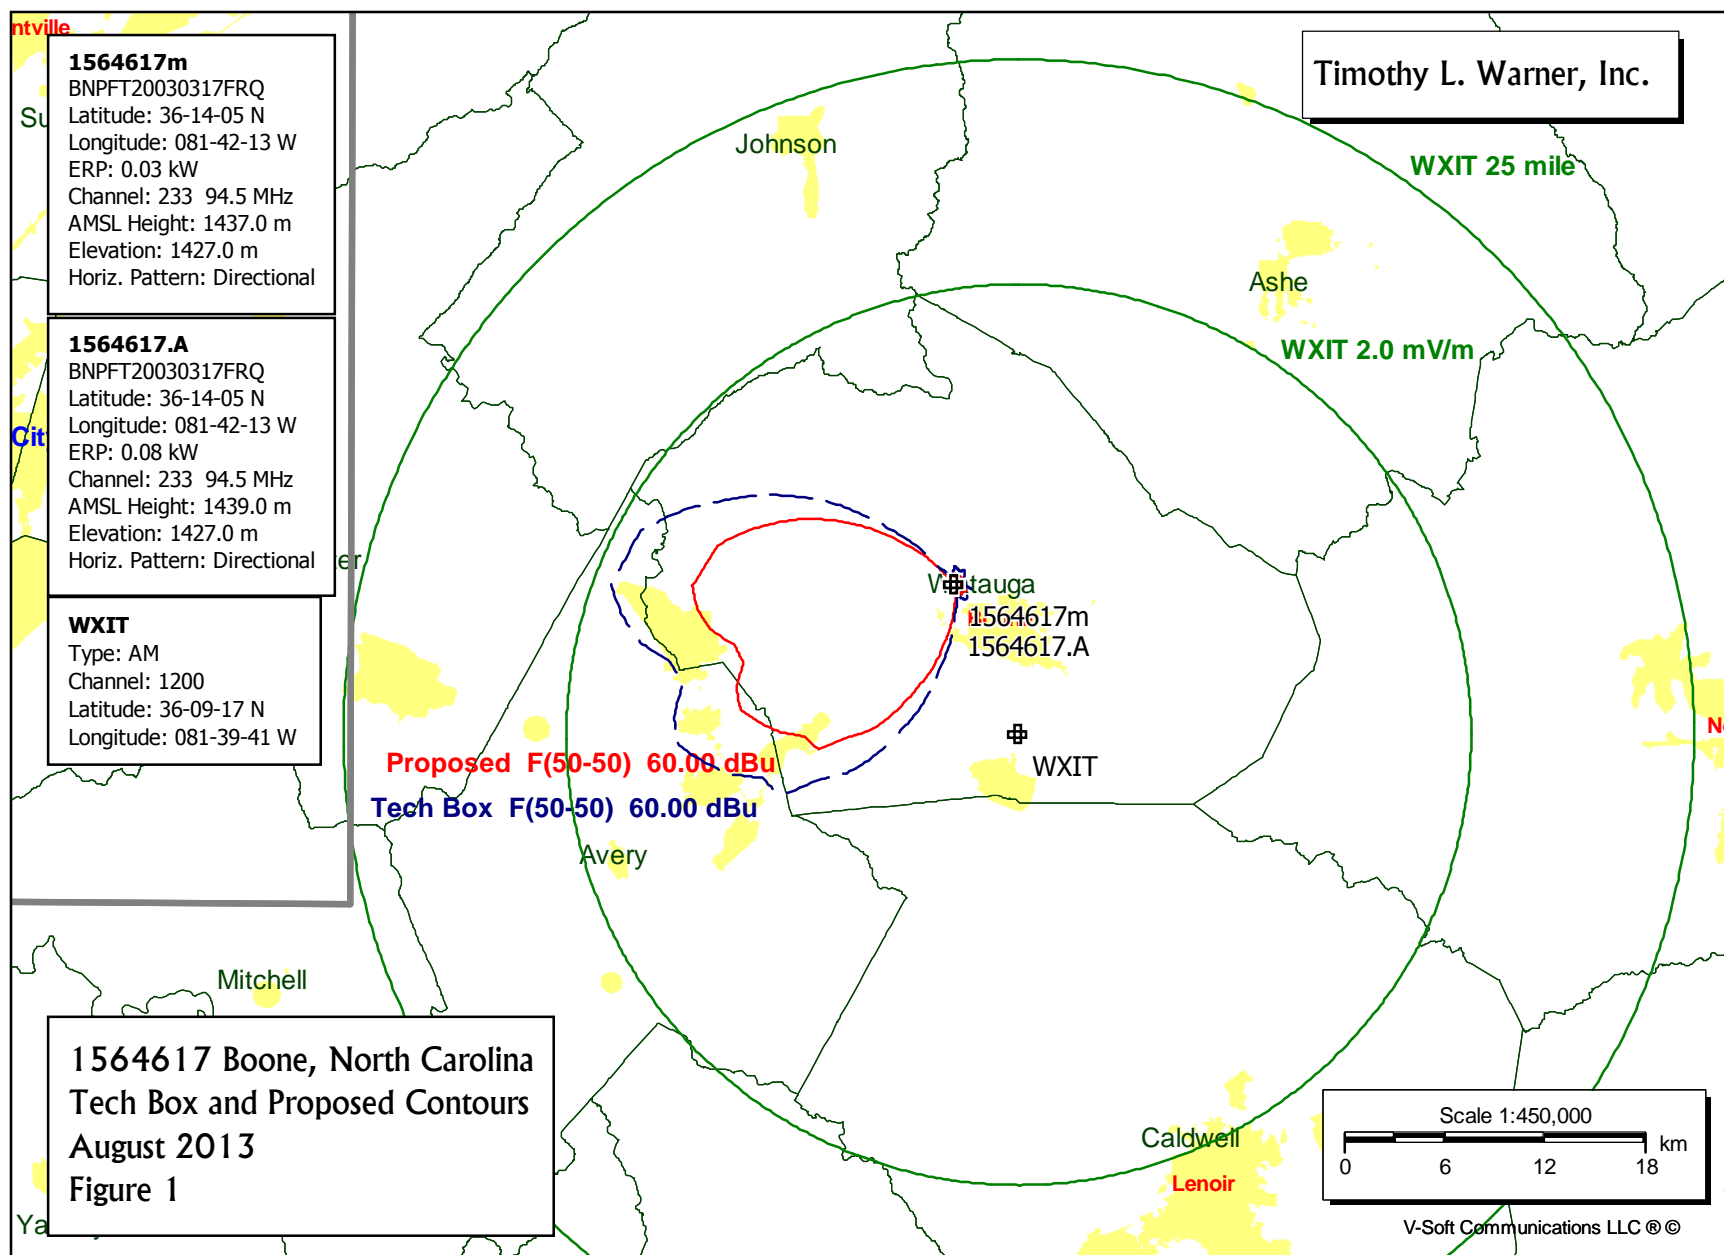 ntville
1564617m
BNPFT20030317FRQ
Latitude: 36-14-05 N
Longitude: 081-42-13 W
ERP: 0.03 kW
Channel: 233 94.5 MHz
AMSL Height: 1437.0 m
Elevation: 1427.0 m
Horiz. Pattern: Directional
1564617.A
BNPFT20030317FRQ
Latitude: 36-14-05 N
Longitude: 081-42-13 W
ERP: 0.08 kW
Channel: 233 94.5 MHz
AMSL Height: 1439.0 m
Elevation: 1427.0 m
Horiz. Pattern: Directional
WXIT
Type: AM
Channel: 1200
Latitude: 36-09-17 N
Longitude: 081-39-41 W
Su
Cit
er
Timothy L. Warner, Inc.
Johnson
WXIT 25 mile
Ashe
WXIT 2.0 mV/m
Watauga
1564617m
1564617.A
WXIT
Proposed F(50-50) 60.00 dBu
Tech Box F(50-50) 60.00 dBu
Avery
Mitchell
Caldwell
Lenoir
1564617 Boone, North Carolina
Tech Box and Proposed Contours
August 2013
Figure 1
Ya
Scale 1:450,000
km
0 6 12 18
V-Soft Communications LLC ® ©